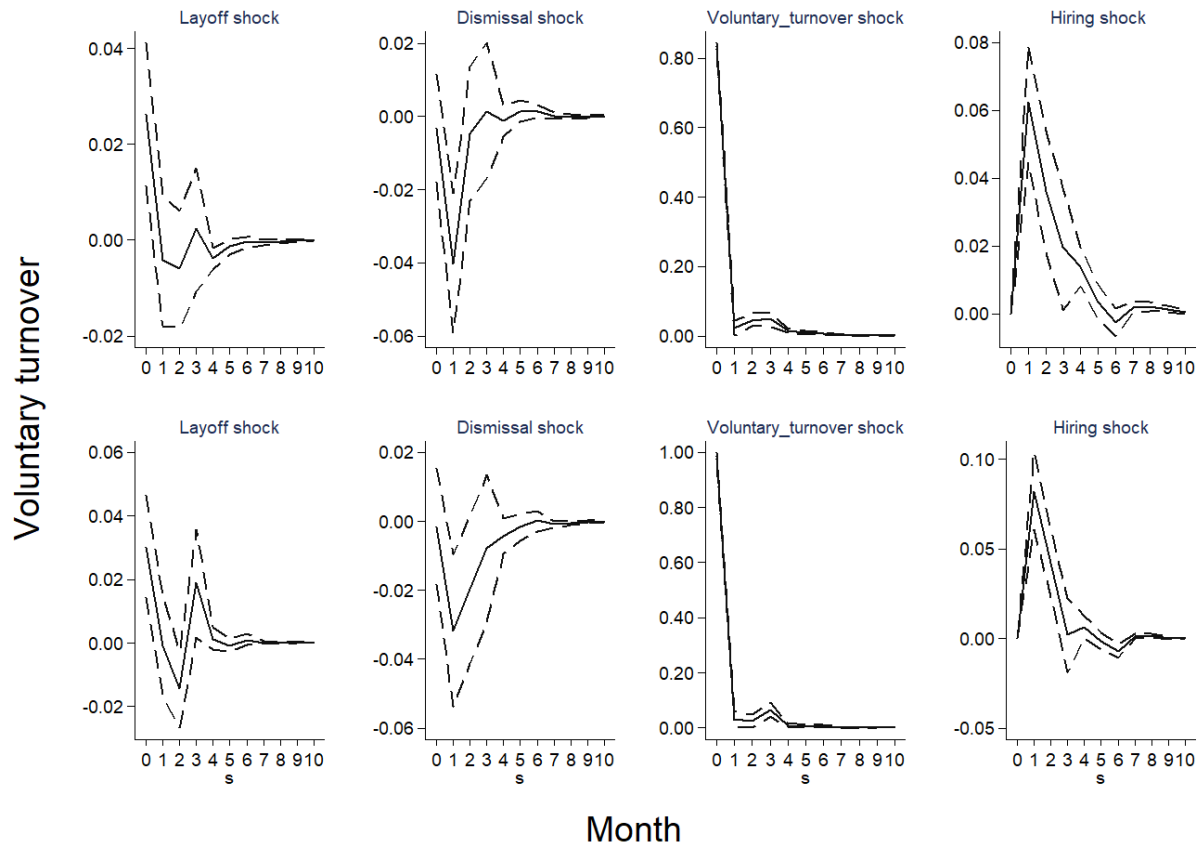 Voluntary turnover
Layoff shock
0.04
0.02
0.00
-0.02
0 1 2 3 4 5 6 7 8 9 10
Dismissal shock
0.02
0.00
-0.02
-0.04
-0.06
0 1 2 3 4 5 6 7 8 9 10
Voluntary_turnover shock
0.80
0.60
0.40
0.20
0.00
0 1 2 3 4 5 6 7 8 9 10
Hiring shock
0.08
0.06
0.04
0.02
0.00
0 1 2 3 4 5 6 7 8 9 10
Layoff shock
0.06
0.04
0.02
0.00
-0.02
0 1 2 3 4 5 6 7 8 9 10
s
Dismissal shock
0.02
0.00
-0.02
-0.04
-0.06
0 1 2 3 4 5 6 7 8 9 10
s
Voluntary_turnover shock
1.00
0.80
0.60
0.40
0.20
0.00
0 1 2 3 4 5 6 7 8 9 10
s
Hiring shock
0.10
0.05
0.00
-0.05
0 1 2 3 4 5 6 7 8 9 10
s
Month